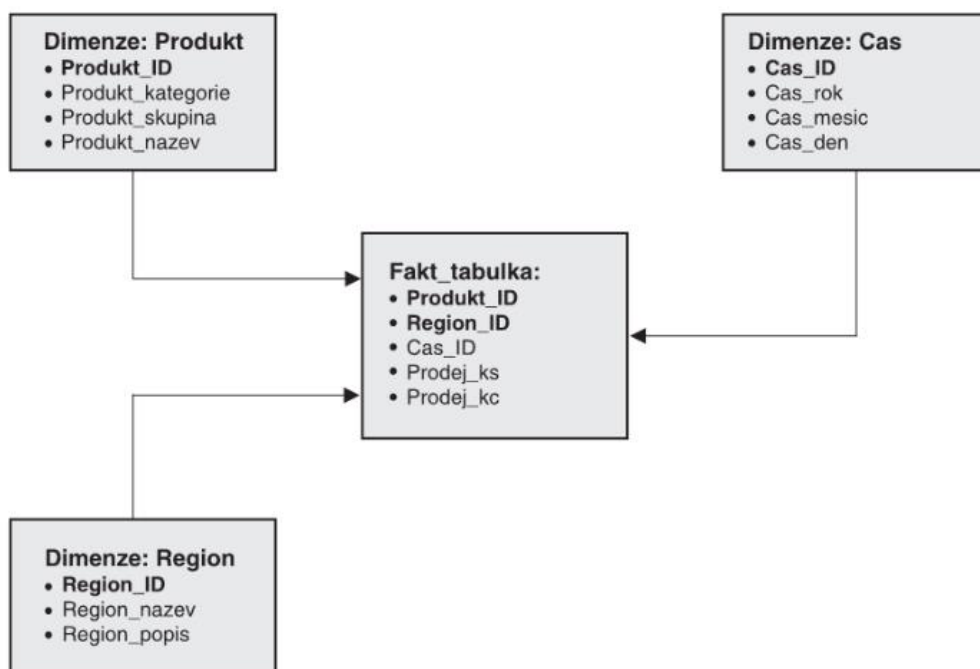 Dimenze: Produkt
• Produkt_ID
• Produkt_kategorie
• Produkt_skupina
• Produkt_nazev
Dimenze: Cas
• Cas_ID
• Cas_rok
• Cas_mesic
• Cas_den
Fakt_tabulka:
• Produkt_ID
• Region_ID
• Cas_ID
• Prodej_ks
• Prodej_kc
Dimenze: Region
• Region_ID
• Region_nazev
• Region_popis